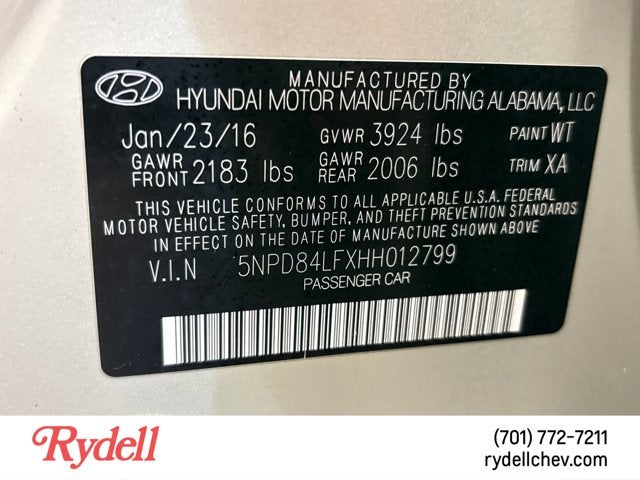 MANUFACTURED BY
HYUNDAI MOTOR MANUFACTURING ALABAMA, LLC
Jan/23/16 GVWR 3924 lbs PAINT WT
GAWR FRONT 2183 lbs GAWR REAR 2006 lbs TRIM XA
THIS VEHICLE CONFORMS TO ALL APPLICABLE U.S.A. FEDERAL
MOTOR VEHICLE SAFETY, BUMPER, AND THEFT PREVENTION STANDARDS
IN EFFECT ON THE DATE OF MANUFACTURE SHOWN ABOVE.
V.I.N 5NPD84LFXHH012799
PASSENGER CAR
Rydell
(701) 772-7211
rydellchev.com